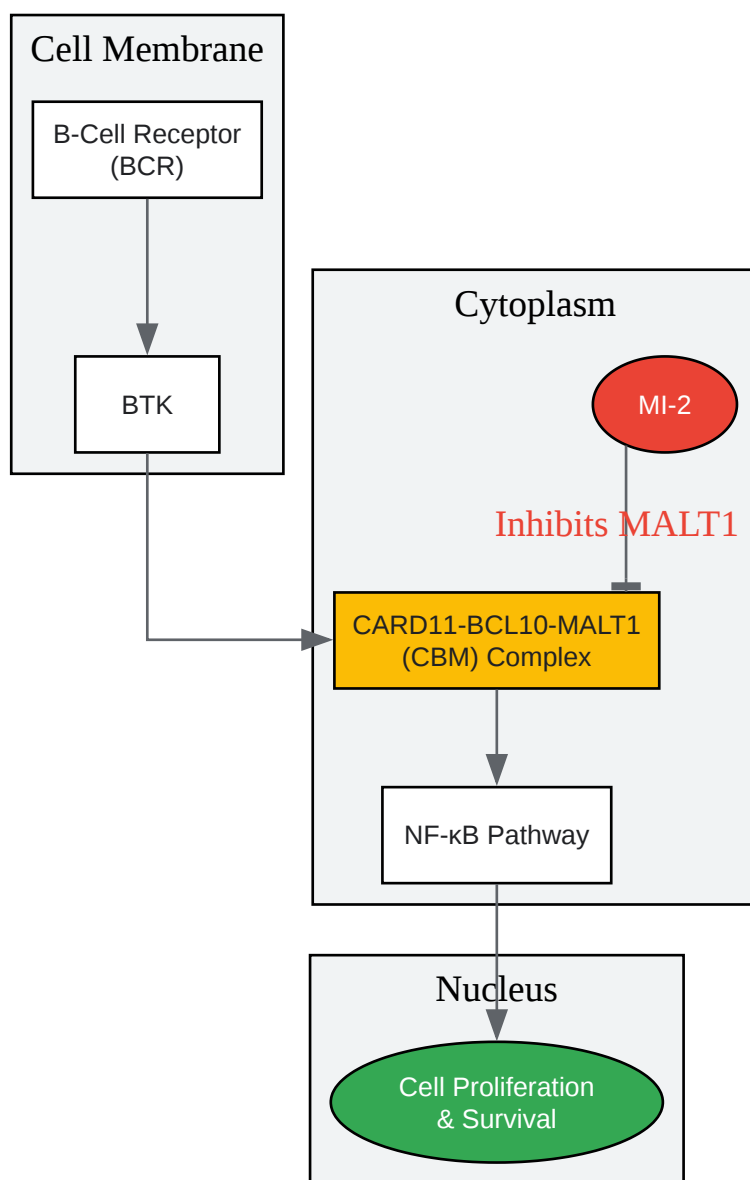 Cell Membrane
B-Cell Receptor
(BCR)
BTK
Cytoplasm
MI-2
Inhibits MALT1
CARD11-BCL10-MALT1
(CBM) Complex
NF-κB Pathway
Nucleus
Cell Proliferation
& Survival